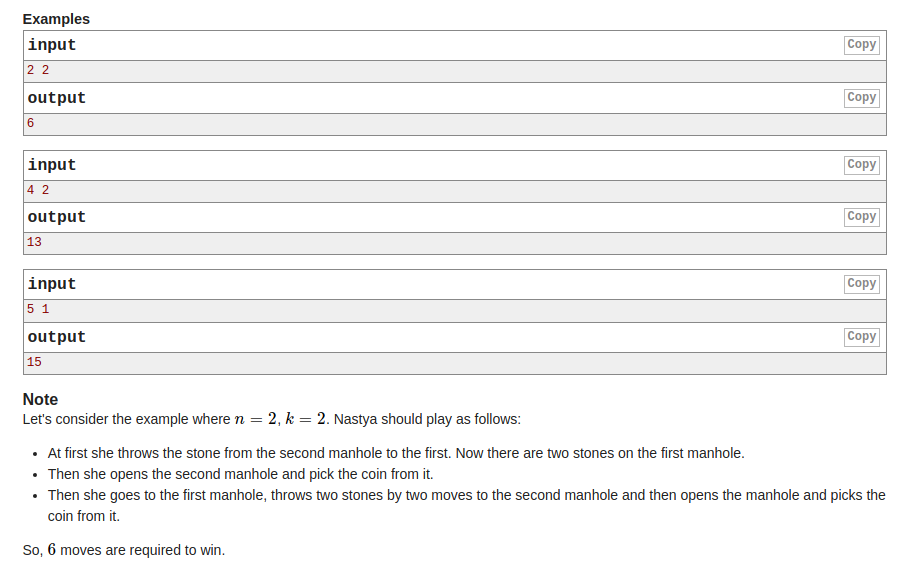 Examples
input
Copy
2 2
output
Copy
6
input
Copy
4 2
output
Copy
13
input
Copy
5 1
output
Copy
15
Note
Let's consider the example where n = 2, k = 2. Nastya should play as follows:
• At first she throws the stone from the second manhole to the first. Now there are two stones on the first manhole.
• Then she opens the second manhole and pick the coin from it.
• Then she goes to the first manhole, throws two stones by two moves to the second manhole and then opens the manhole and picks the
coin from it.
So, 6 moves are required to win.